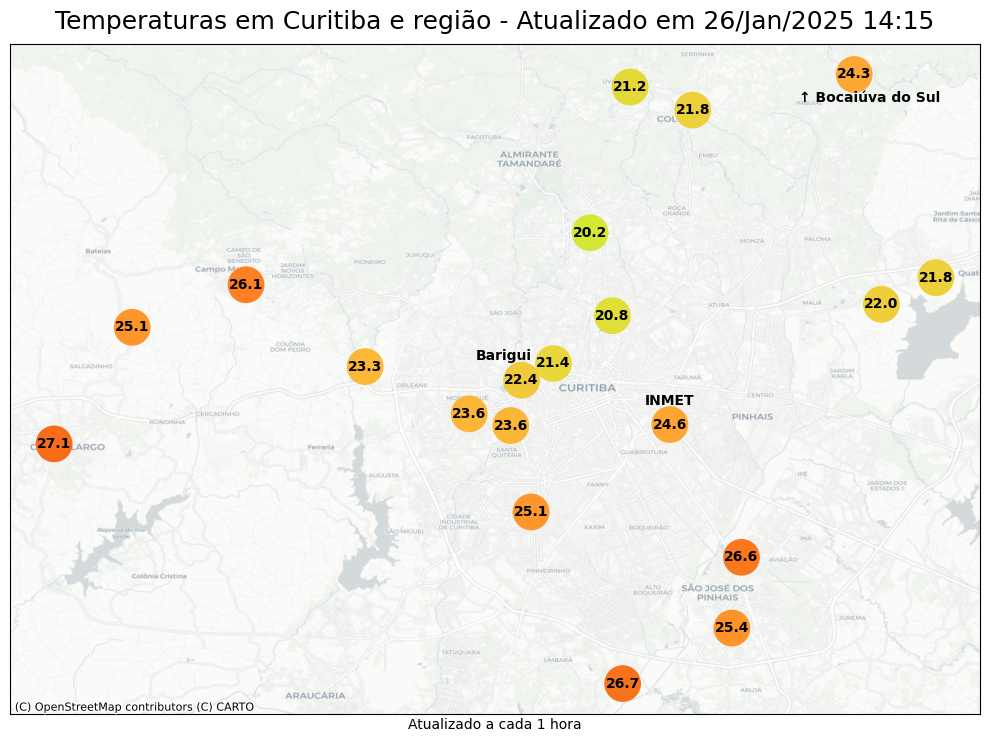 Temperaturas em Curitiba e região - Atualizado em 26/Jan/2025 14:15
SERRINHA
24.3
21.2
↑ Bocaiúva do Sul
21.8
PACOTUBA
ALMIRANTE
TAMANDARÉ
EMBU
ROÇA
GRANDE
Jardim Santa
Rita de Cássia
20.2
MONZA
PALOMA
Bateias
CAMPO DE
SÃO
BENEDITO
JURUQUI
PIONEIRO
JARDIM
NOVOS
HORIZONTES
26.1
21.8
22.0
ATUBA
MAUÁ
SÃO JOÃO
20.8
25.1
COLÔNIA
DOM PEDRO
Barigui
21.4
SALGADINHO
23.3
22.4
JARDIM
KARLA
TARUMÃ
ORLEANS
CURITIBA
CENTRO
INMET
CERCADINHO
23.6
PINHAIS
RONDINHA
23.6
24.6
27.1
Ferraria
SANTA
QUITÉRIA
GUABIROTUBA
AUGUSTA
IPÊ
FANNY
JARDIM DOS
ESTADOS I
25.1
CIDADE
INDUSTRIAL
DE CURITIBA
XAXIM
BOQUEIRÃO
Represa do Rio
Verde
INÁ
26.6
AVIAÇÃO
Colônia Cristina
PINHEIRINHO
ALTO
BOQUEIRÃO
SÃO JOSÉ DOS
PINHAIS
JUREMA
25.4
TATUQUARA
UMBARÁ
26.7
ARUJÁ
ARAUCÁRIA
(C) OpenStreetMap contributors (C) CARTO
Atualizado a cada 1 hora